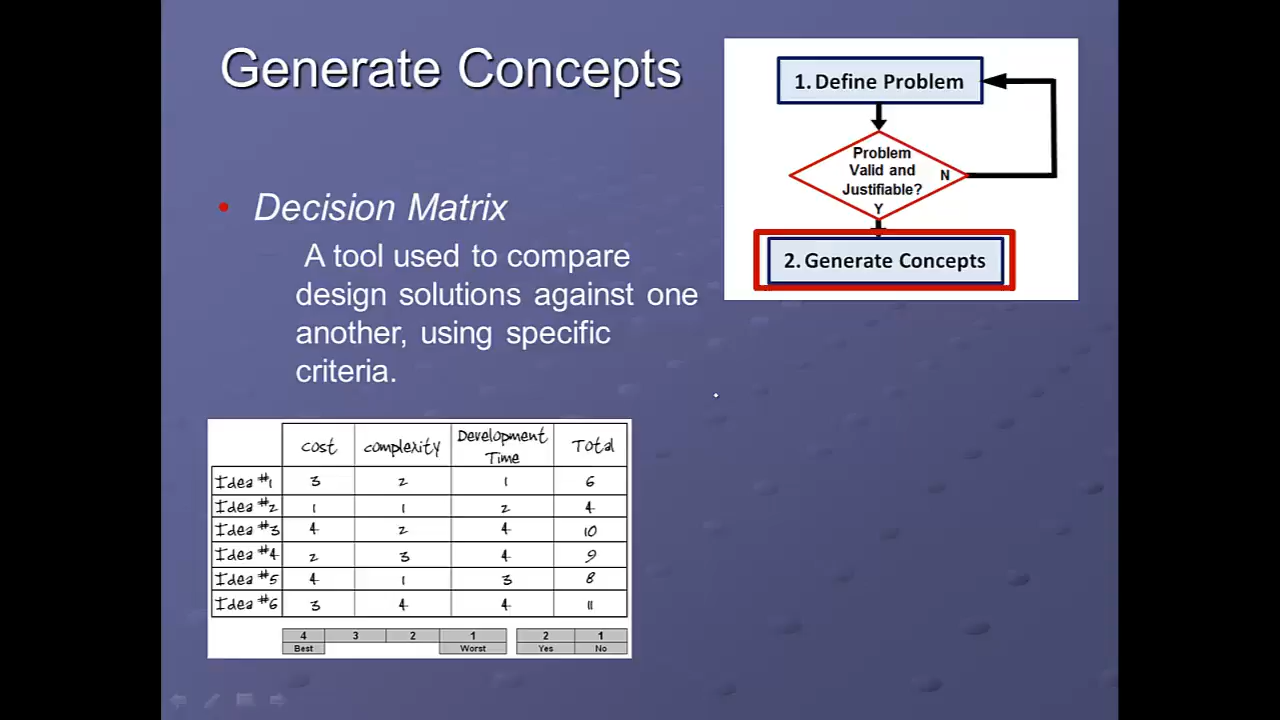 Generate Concepts
1. Define Problem
Problem
Valid and
Justifiable?
N
Y
2. Generate Concepts
• Decision Matrix
A tool used to compare
design solutions against one
another, using specific
criteria.
cost complexity Development Time Total
Idea #1 3 2 1 6
Idea #2 1 1 2 4
Idea #3 4 2 4 10
Idea #4 2 3 4 9
Idea #5 4 1 3 8
Idea #6 3 4 4 11
4 3 2 1 2 1
Best Worst Yes No